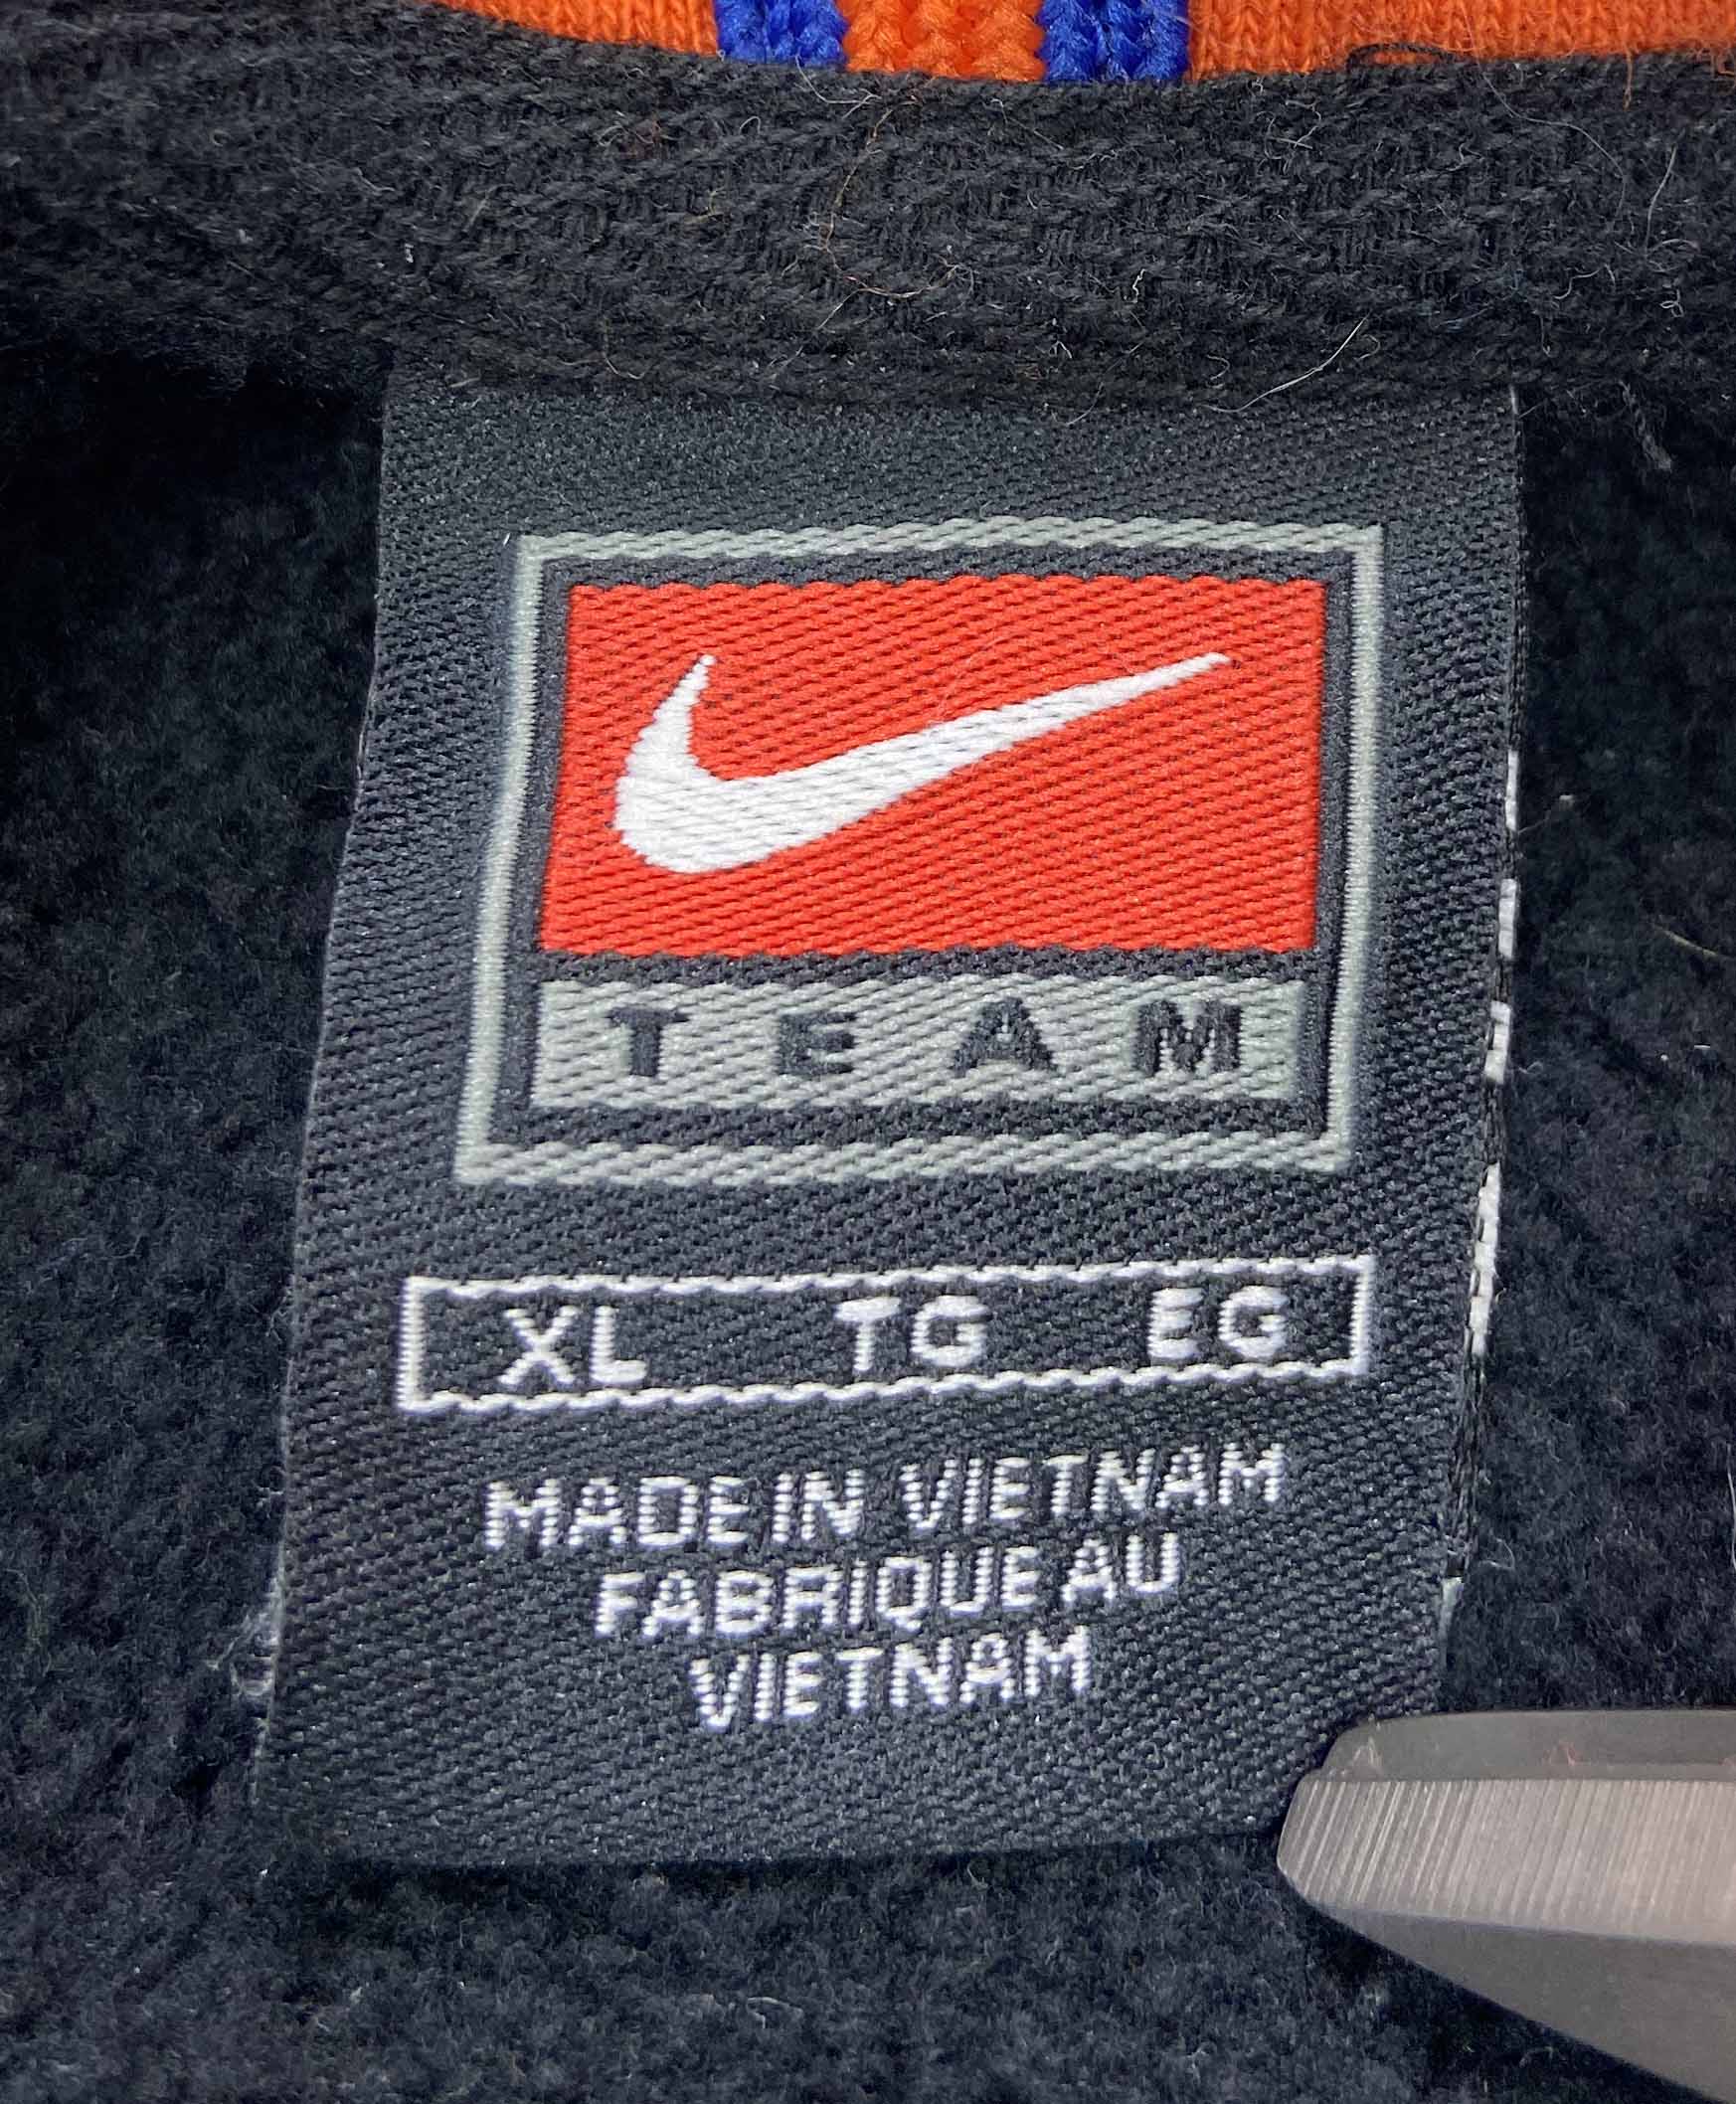 TEAM
XL TG EG
MADE IN VIETNAM
FABRIQUE AU
VIETNAM